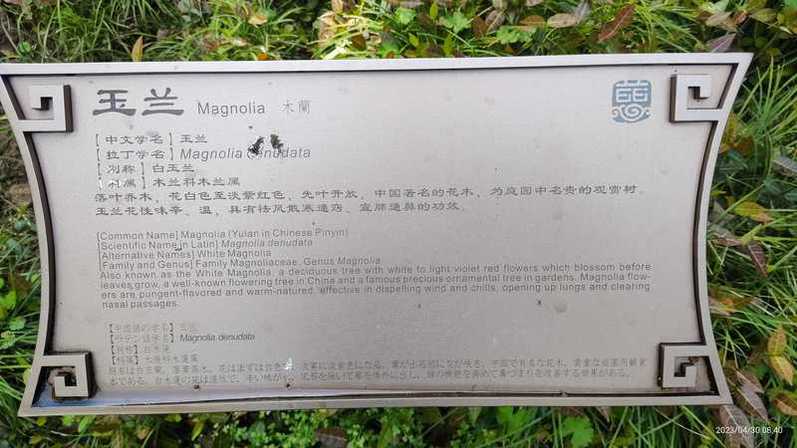 玉兰 Magnolia 木蘭
【中文学名】玉兰
【拉丁学名】Magnolia denudata
【别称】白玉兰
属】木兰科木兰属
落叶乔木，花白色至淡紫红色，先叶开放，中国著名的花木，为庭园中名贵的观赏树。
玉兰花性味辛、温，具有祛风散寒通窍、宣肺通鼻的功效。
[Common Name] Magnolia (Yulan in Chinese Pinyin)
[Scientific Name in Latin] Magnolia denudata
[Alternative Names] White Magnolia
[Family and Genus] Family Magnoliaceae, Genus Magnolia
Also known as the White Magnolia, a deciduous tree with white to light violet red flowers which blossom before
leaves grow, a well-known flowering tree in China and a famous precious ornamental tree in gardens. Magnolia flow-
ers are pungent-flavored and warm-natured, effective in dispelling wind and chills, opening up lungs and clearing
nasal passages.
Magnolia denudata
2023/04/30 08:40